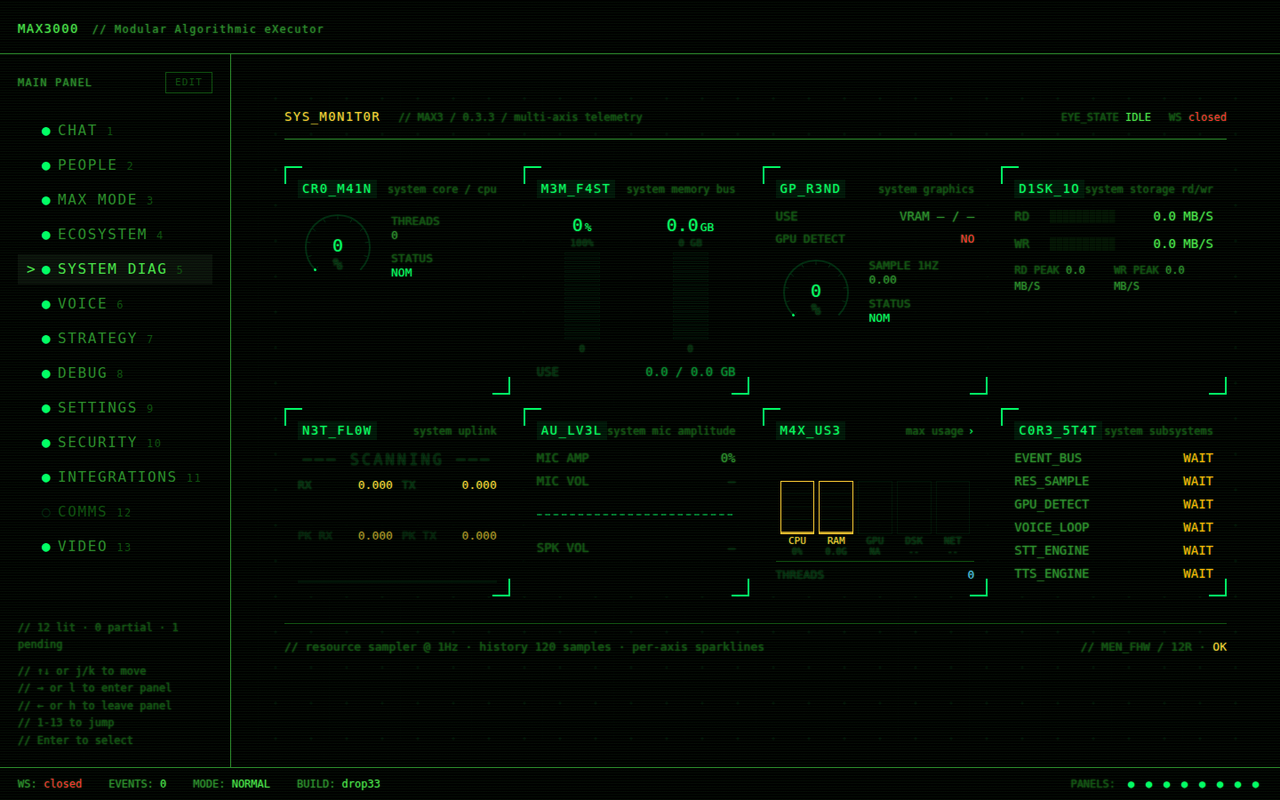 MAX3000 // Modular Algorithmic eXecutor
MAIN PANEL EDIT
CHAT 1
PEOPLE 2
MAX MODE 3
ECOSYSTEM 4
> SYSTEM DIAG 5
VOICE 6
STRATEGY 7
DEBUG 8
SETTINGS 9
SECURITY 10
INTEGRATIONS 11
COMMS 12
VIDEO 13
// 12 lit · 0 partial · 1
pending
// ↑↓ or j/k to move
// → or l to enter panel
// ← or h to leave panel
// 1-13 to jump
// Enter to select
SYS_M0N1T0R // MAX3 / 0.3.3 / multi-axis telemetry EYE_STATE IDLE WS closed
CR0_M41N system core / cpu
0
%
THREADS
0
STATUS
NOM
M3M_F4ST system memory bus
0% 0.0GB
100% 0 GB
0 0
USE 0.0 / 0.0 GB
GP_R3ND system graphics
USE VRAM — / —
GPU DETECT NO
0
%
SAMPLE 1HZ
0.00
STATUS
NOM
D1SK_1O system storage rd/wr
RD 0.0 MB/S
WR 0.0 MB/S
RD PEAK 0.0 WR PEAK 0.0
MB/S MB/S
N3T_FL0W system uplink
——— SCANNING ———
RX 0.000 TX 0.000
PK RX 0.000 PK TX 0.000
AU_LV3L system mic amplitude
MIC AMP 0%
MIC VOL —
SPK VOL —
M4X_US3 max usage ›
CPU RAM GPU DSK NET
0% 0.0G NA -- --
THREADS 0
C0R3_5T4T system subsystems
EVENT_BUS WAIT
RES_SAMPLE WAIT
GPU_DETECT WAIT
VOICE_LOOP WAIT
STT_ENGINE WAIT
TTS_ENGINE WAIT
// resource sampler @ 1Hz · history 120 samples · per-axis sparklines // MEN_FHW / 12R · OK
WS: closed EVENTS: 0 MODE: NORMAL BUILD: drop33 PANELS: